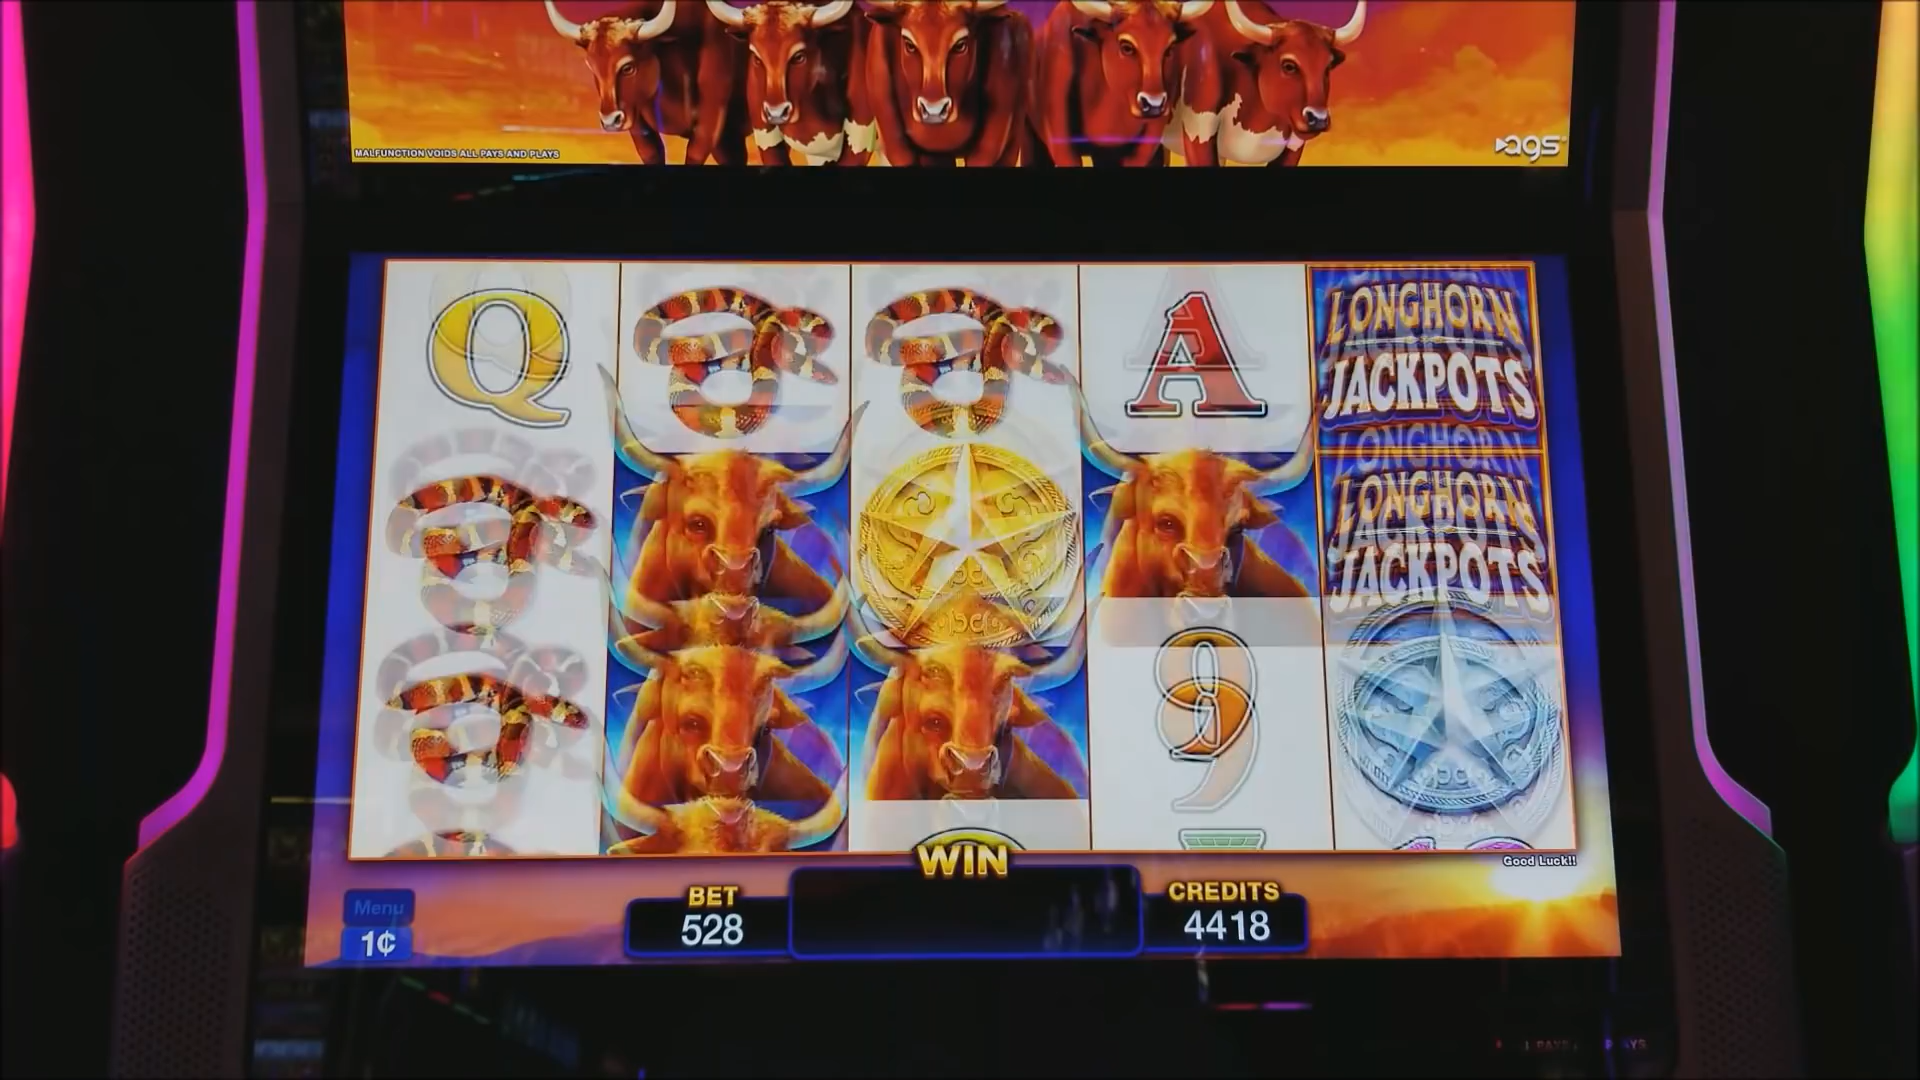 MALFUNCTION VOIDS ALL PAYS AND PLAYS
ags
Q
A
LONGHORN
JACKPOTS
LONGHORN
LONGHORN
JACKPOTS
9
WIN
Good Luck!!
Menu
1¢
BET
528
CREDITS
4418